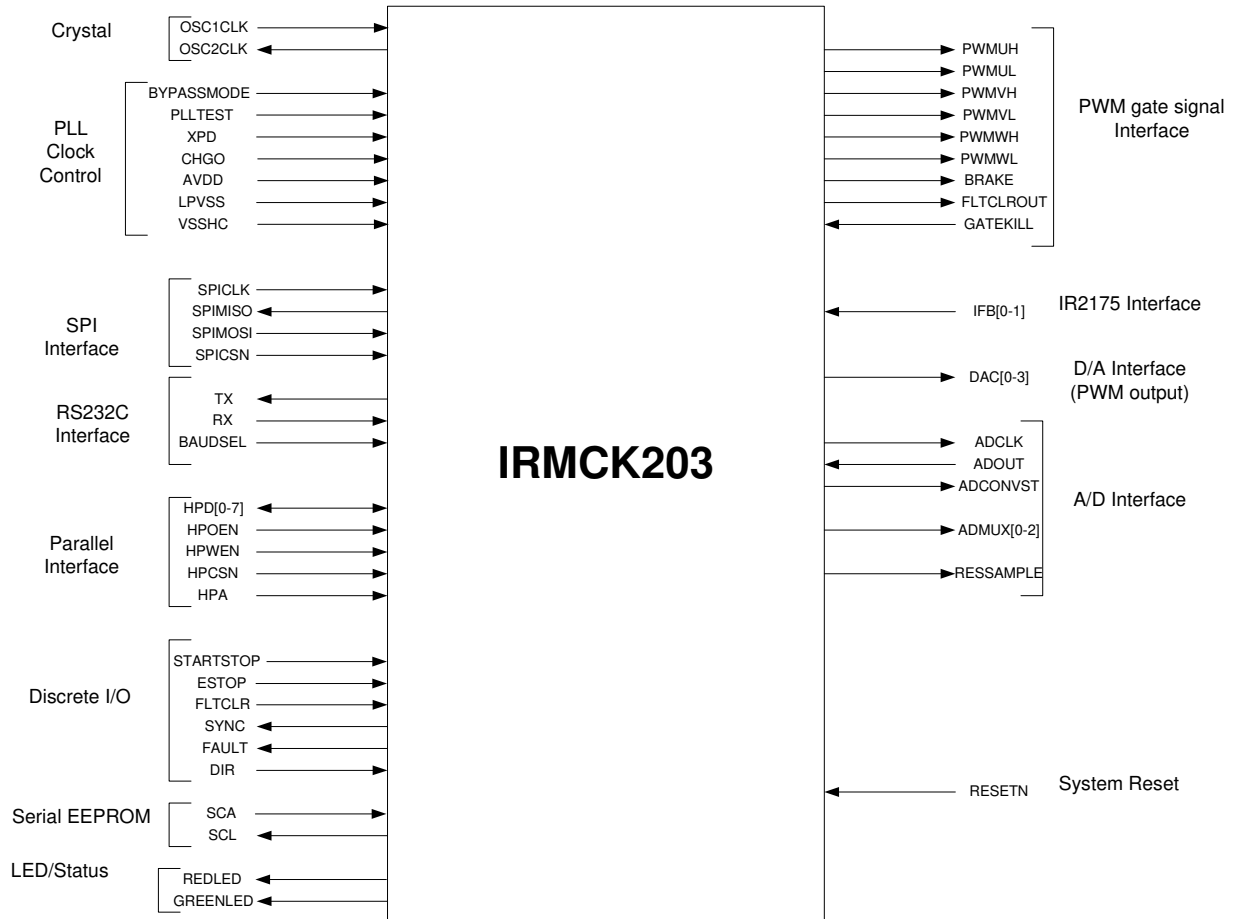 Crystal
OSC1CLK
OSC2CLK
PLL
Clock
Control
BYPASSMODE
PLLTEST
XPD
CHGO
AVDD
LPVSS
VSSHC
SPI
Interface
SPICLK
SPIMISO
SPIMOSI
SPICSN
RS232C
Interface
TX
RX
BAUDSEL
Parallel
Interface
HPD[0-7]
HPOEN
HPWEN
HPCSN
HPA
Discrete I/O
STARTSTOP
ESTOP
FLTCLR
SYNC
FAULT
DIR
Serial EEPROM
SCA
SCL
LED/Status
REDLED
GREENLED
IRMCK203
PWMUH
PWMUL
PWMVH
PWMVL
PWMWH
PWMWL
BRAKE
FLTCLROUT
GATEKILL
PWM gate signal
Interface
IFB[0-1]
IR2175 Interface
DAC[0-3]
D/A Interface
(PWM output)
ADCLK
ADOUT
ADCONVST
ADMUX[0-2]
RESSAMPLE
A/D Interface
RESETN
System Reset